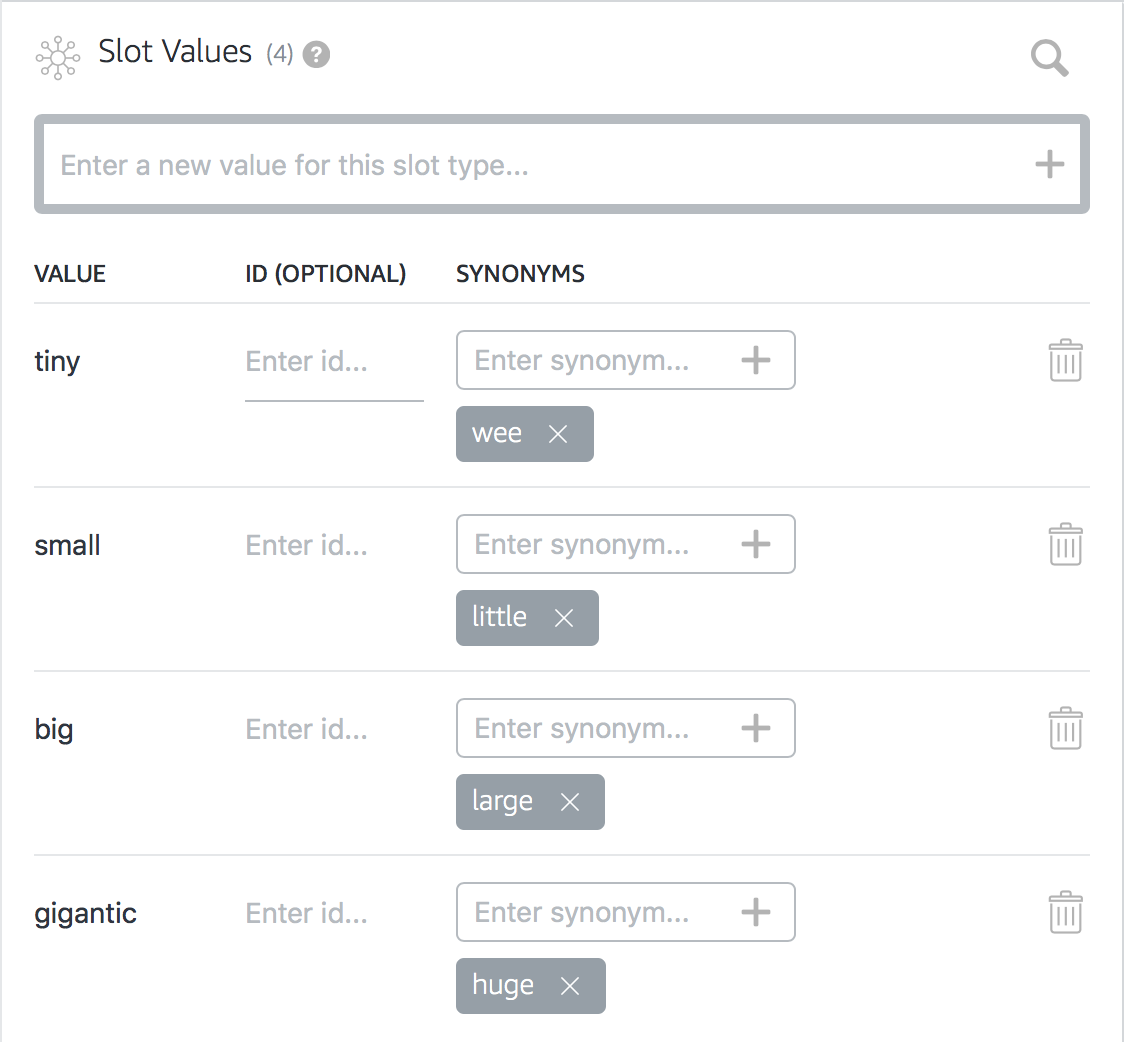 Slot Values (4) ?
Enter a new value for this slot type...
VALUE ID (OPTIONAL) SYNONYMS
tiny Enter id... Enter synonym...
wee
small Enter id... Enter synonym...
little
big Enter id... Enter synonym...
large
gigantic Enter id... Enter synonym...
huge